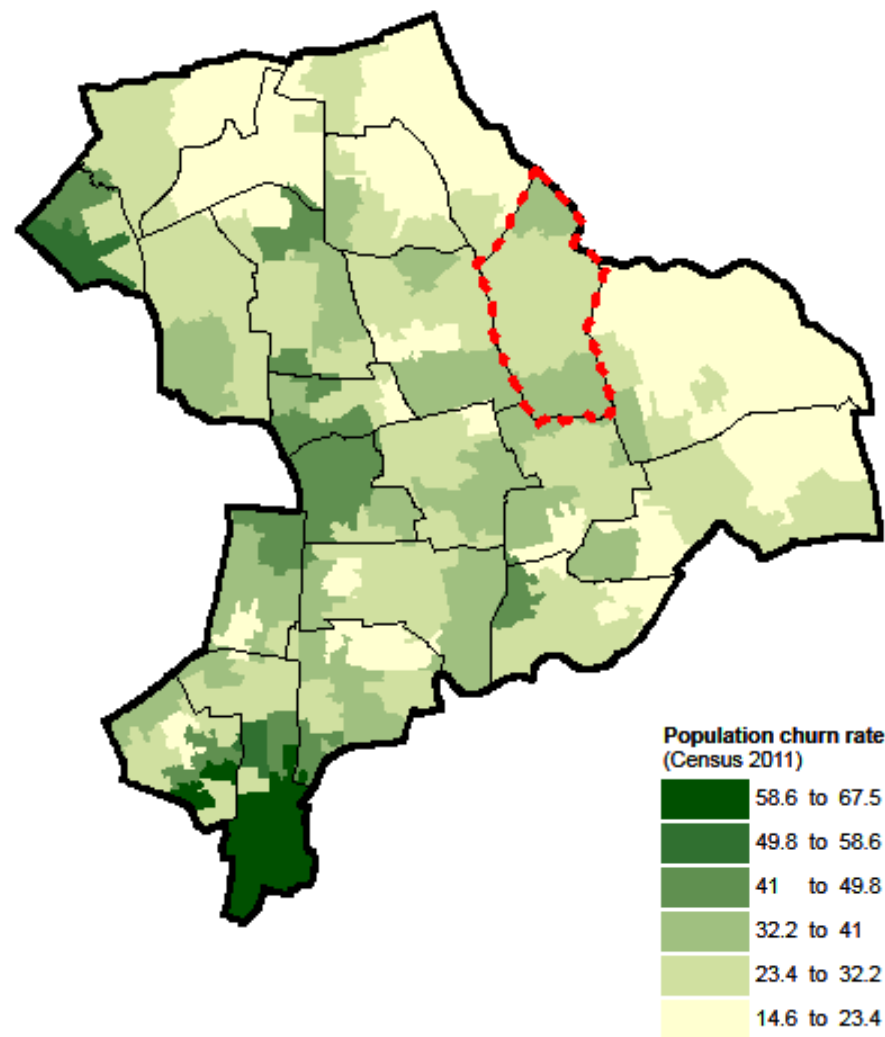 Population churn rate
(Census 2011)
58.6 to 67.5
49.8 to 58.6
41 to 49.8
32.2 to 41
23.4 to 32.2
14.6 to 23.4